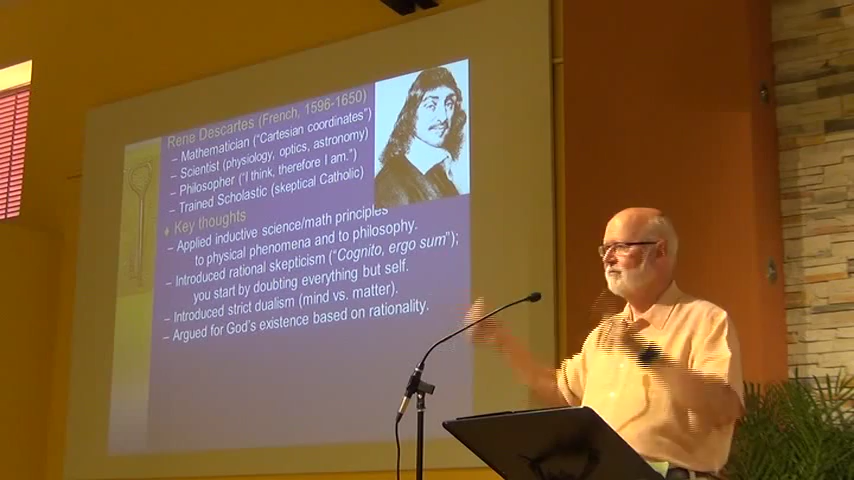 Rene Descartes (French, 1596-1650)
– Mathematician ("Cartesian coordinates")
– Scientist (physiology, optics, astronomy)
– Philosopher ("I think, therefore I am.")
– Trained Scholastic (skeptical Catholic)
♦ Key thoughts
– Applied inductive science/math principles
to physical phenomena and to philosophy.
– Introduced rational skepticism ("Cognito, ergo sum");
you start by doubting everything but self.
– Introduced strict dualism (mind vs. matter).
– Argued for God's existence based on rationality.